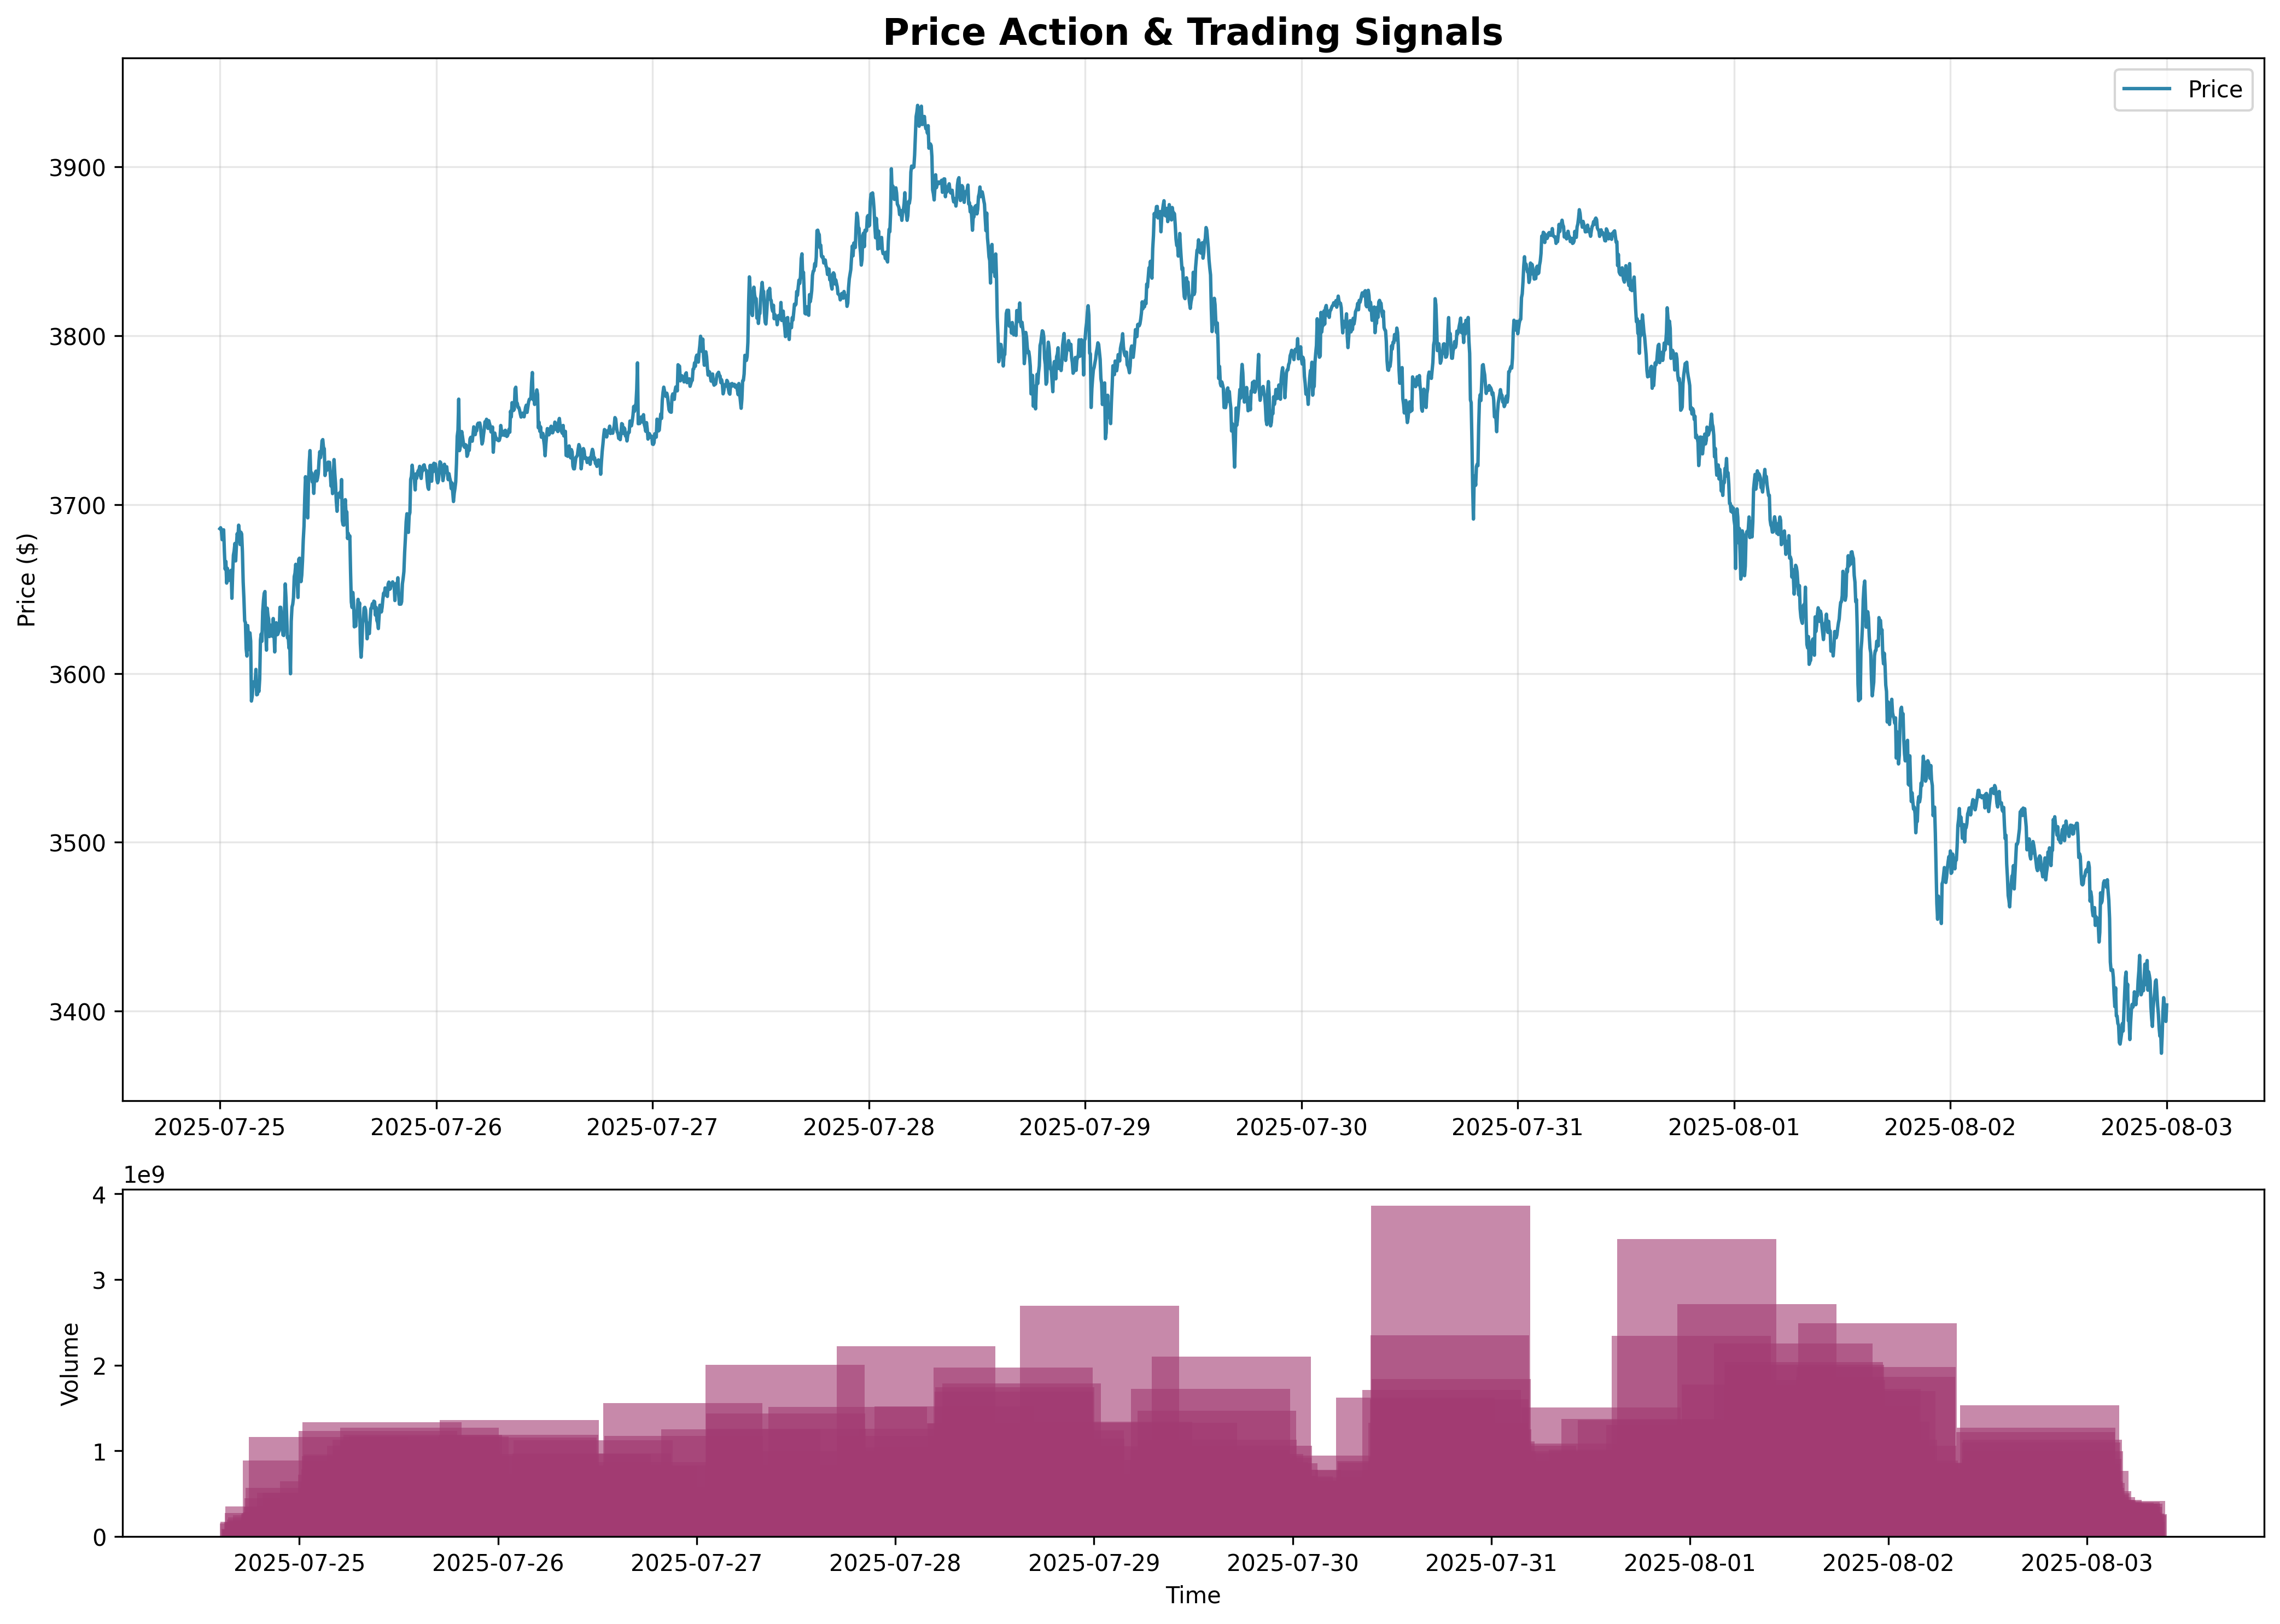 Price Action & Trading Signals
Price
3900
3800
3700
3600
3500
3400
Price ($)
2025-07-25 2025-07-26 2025-07-27 2025-07-28 2025-07-29 2025-07-30 2025-07-31 2025-08-01 2025-08-02 2025-08-03
1e9
4
3
2
1
0
Volume
2025-07-25 2025-07-26 2025-07-27 2025-07-28 2025-07-29 2025-07-30 2025-07-31 2025-08-01 2025-08-02 2025-08-03
Time